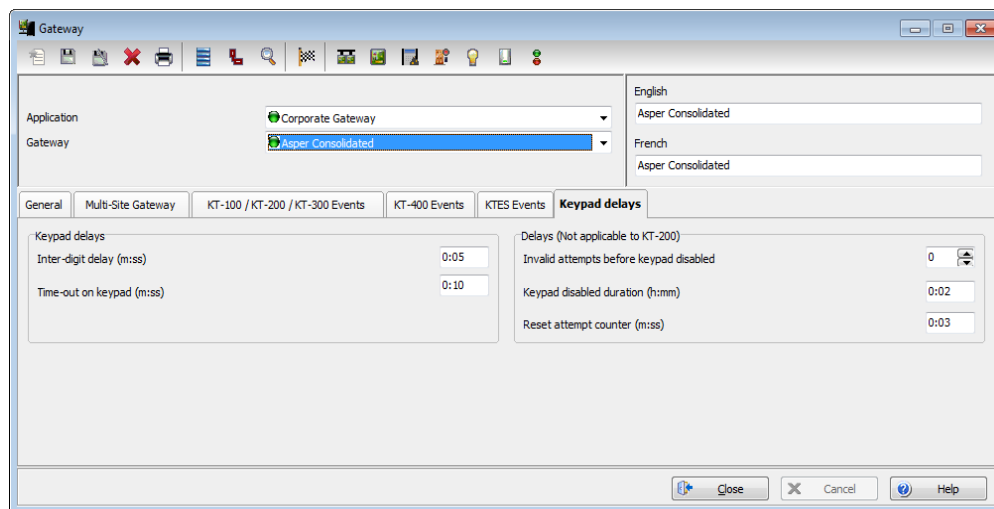 Gateway
English
Application
Corporate Gateway
Asper Consolidated
Gateway
Asper Consolidated
French
Asper Consolidated
General
Multi-Site Gateway
KT-100 / KT-200 / KT-300 Events
KT-400 Events
KTES Events
Keypad delays
Keypad delays
Inter-digit delay (m:ss)
0:05
Time-out on keypad (m:ss)
0:10
Delays (Not applicable to KT-200)
Invalid attempts before keypad disabled
0
Keypad disabled duration (h:mm)
0:02
Reset attempt counter (m:ss)
0:03
Close
Cancel
Help